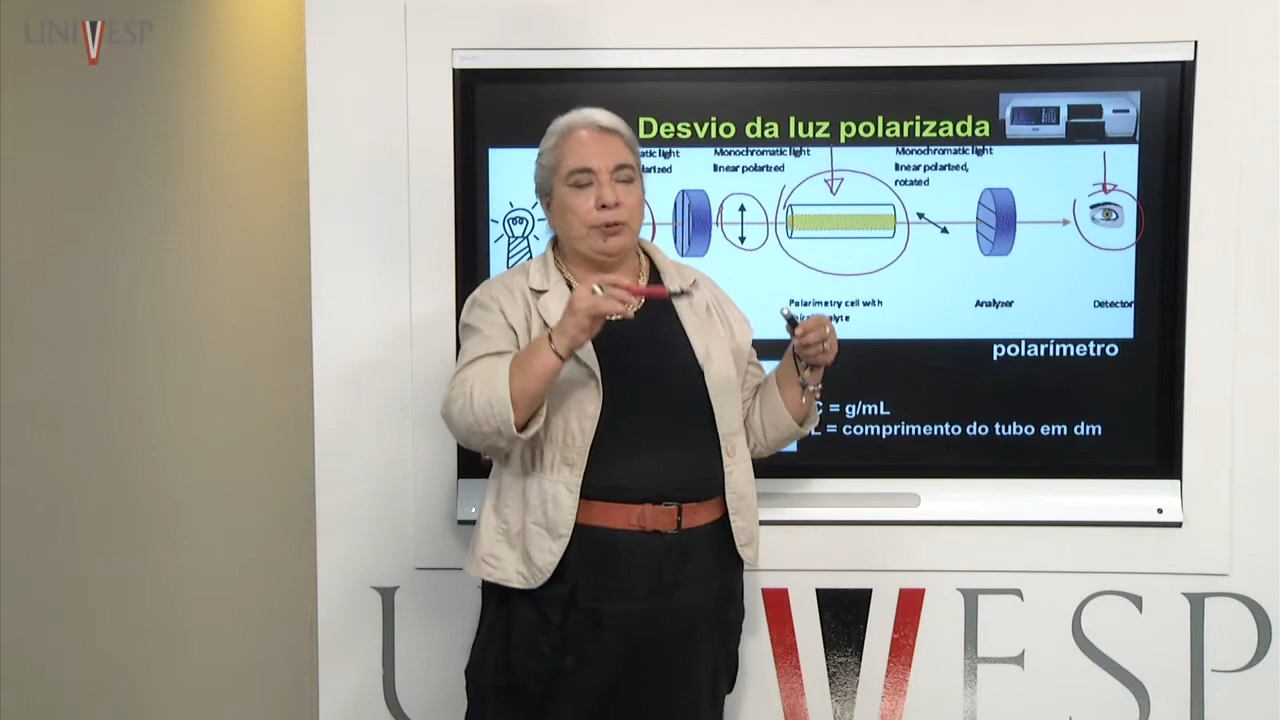 UNIVESP
Desvio da luz polarizada
Monochromatic light
linear polarized
Monochromatic light
linear polarized,
rotated
Polarimetry cell with
Analyzer
Detector
polarímetro
C = g/mL
L = comprimento do tubo em dm
UNIVESP